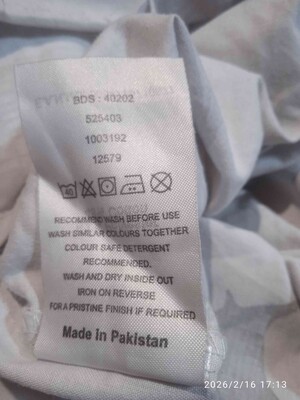 BDS : 40202
525403
1003192
12579
RECOMMED WASH BEFORE USE
WASH SIMILAR COLOURS TOGETHER
COLOUR SAFE DETERGENT
RECOMMENDED.
WASH AND DRY INSIDE OUT
IRON ON REVERSE
FOR A PRISTINE FINISH IF REQUIRED
Made in Pakistan
2026/2/16 17:13